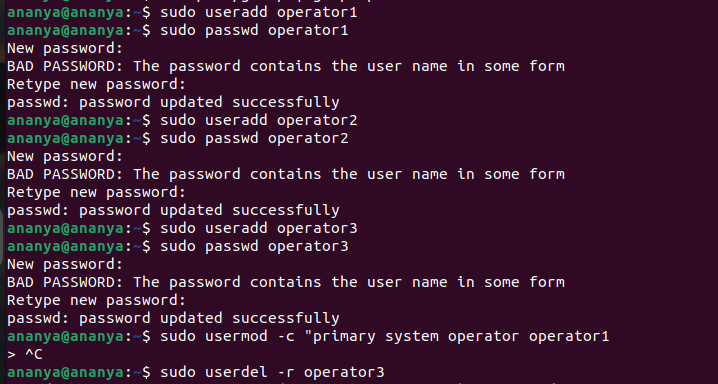 ananya@ananya:~$ sudo useradd operator1
ananya@ananya:~$ sudo passwd operator1
New password:
BAD PASSWORD: The password contains the user name in some form
Retype new password:
passwd: password updated successfully
ananya@ananya:~$ sudo useradd operator2
ananya@ananya:~$ sudo passwd operator2
New password:
BAD PASSWORD: The password contains the user name in some form
Retype new password:
passwd: password updated successfully
ananya@ananya:~$ sudo useradd operator3
ananya@ananya:~$ sudo passwd operator3
New password:
BAD PASSWORD: The password contains the user name in some form
Retype new password:
passwd: password updated successfully
ananya@ananya:~$ sudo usermod -c "primary system operator operator1
> ^C
ananya@ananya:~$ sudo userdel -r operator3